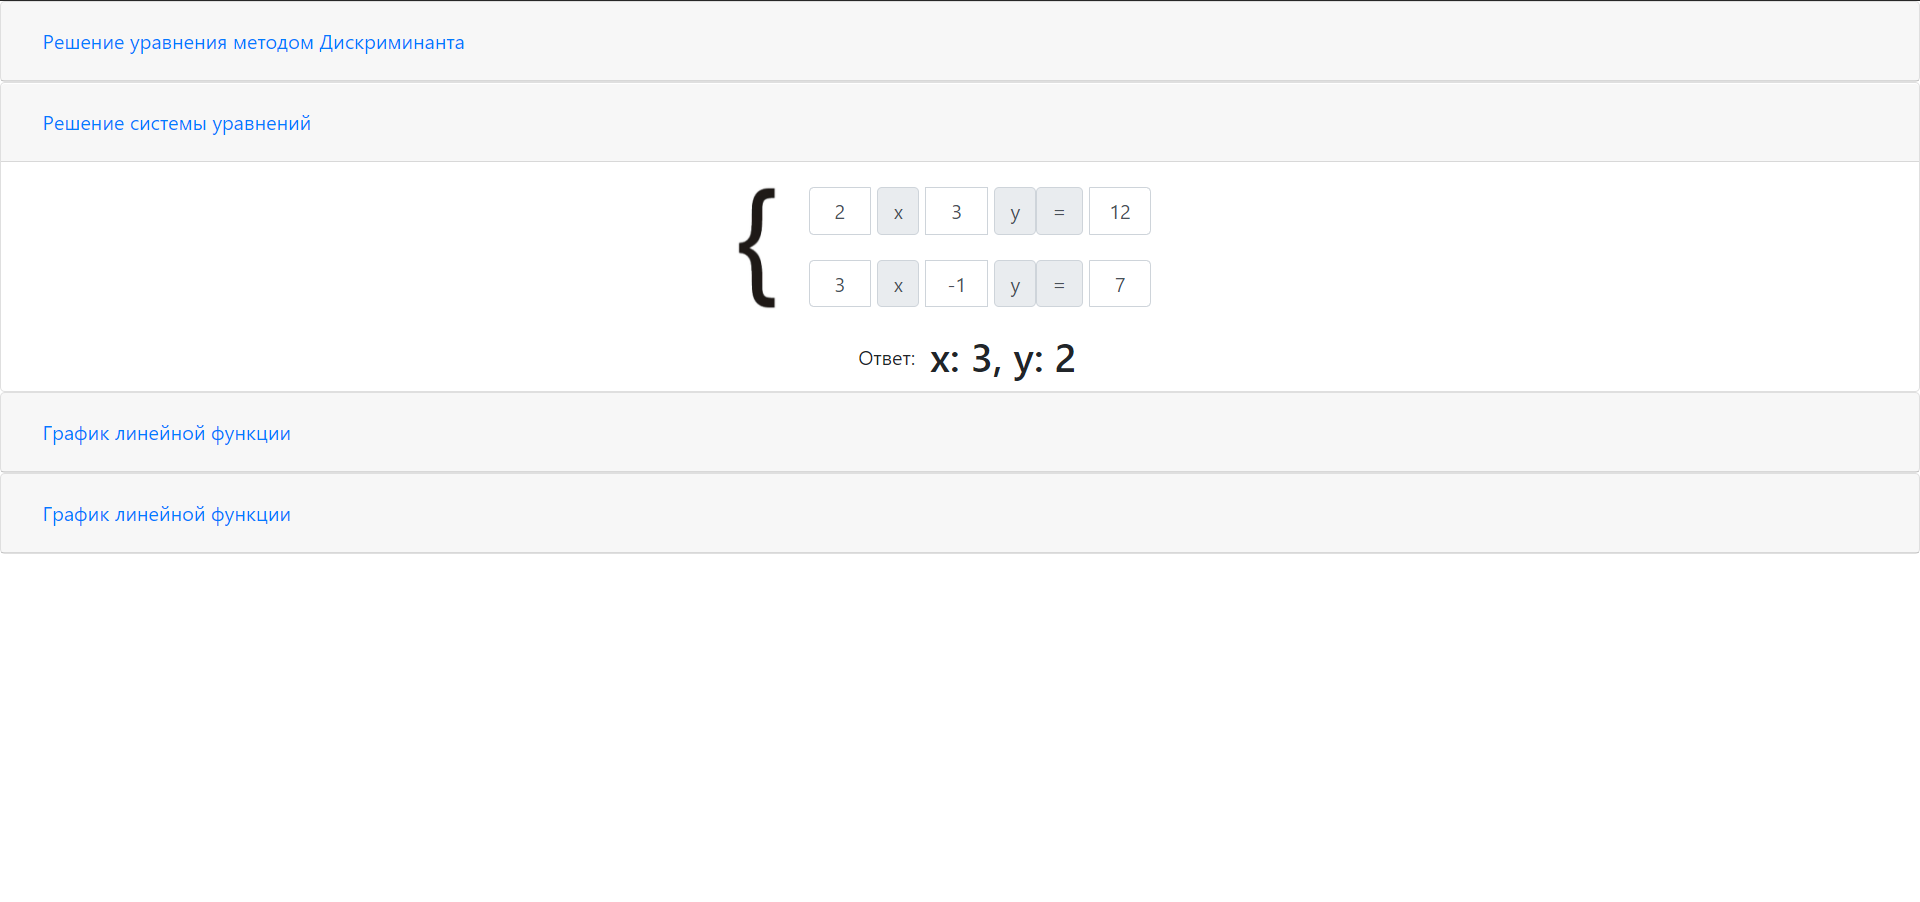 Решение уравнения методом Дискриминанта
Решение системы уравнений
{
2 x 3 y = 12
3 x -1 y = 7
Ответ: x: 3, y: 2
График линейной функции
График линейной функции